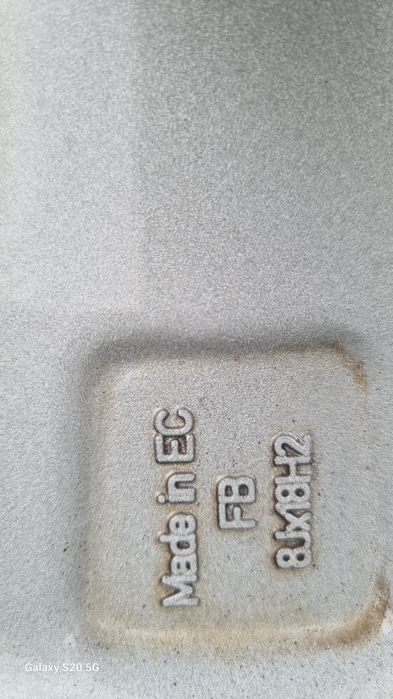 Made in EC
FB
8Jx18H2
Galaxy S20 5G